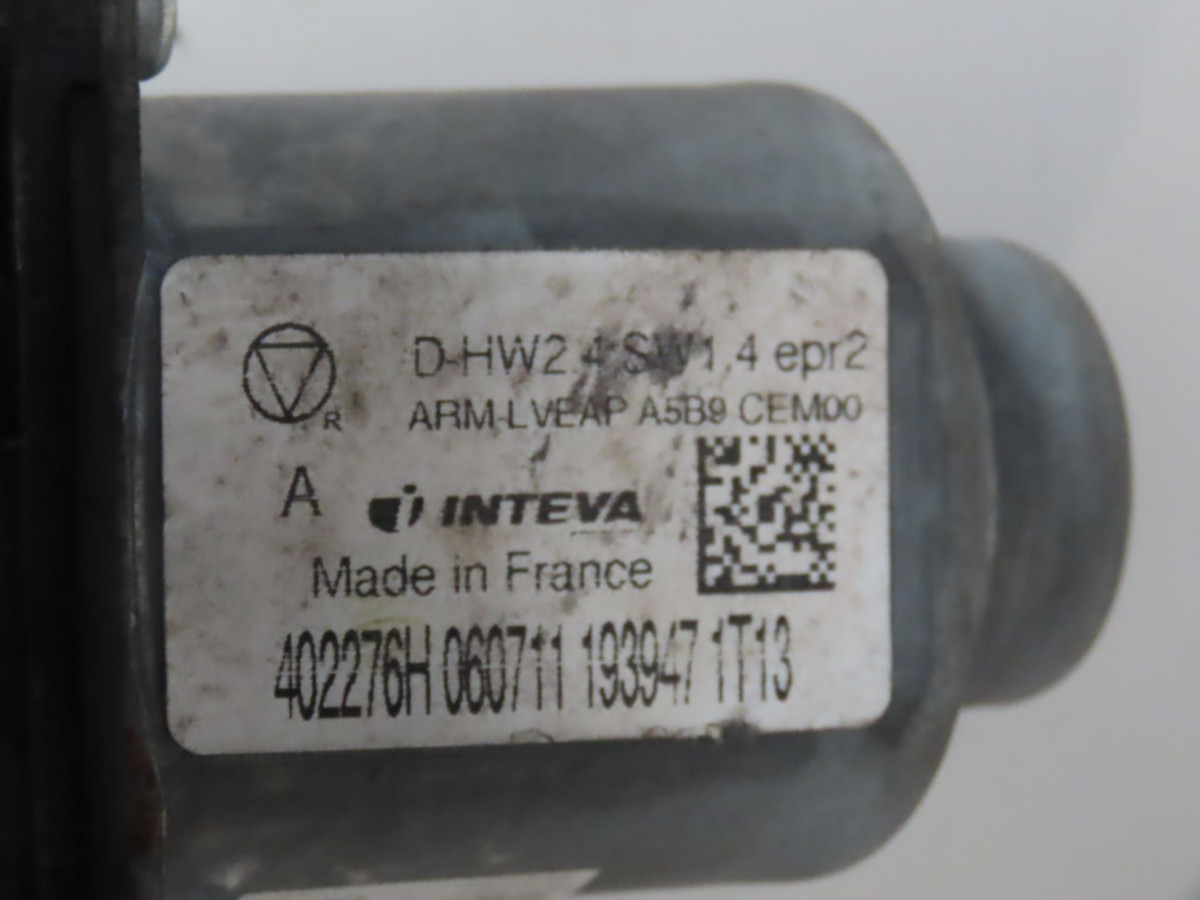 D-HW2.4 SW1.4 epr2
ARM-LVEAP A5B9 CEM00
R
A INTEVA
Made in France
402276H 060711 193947 1T13